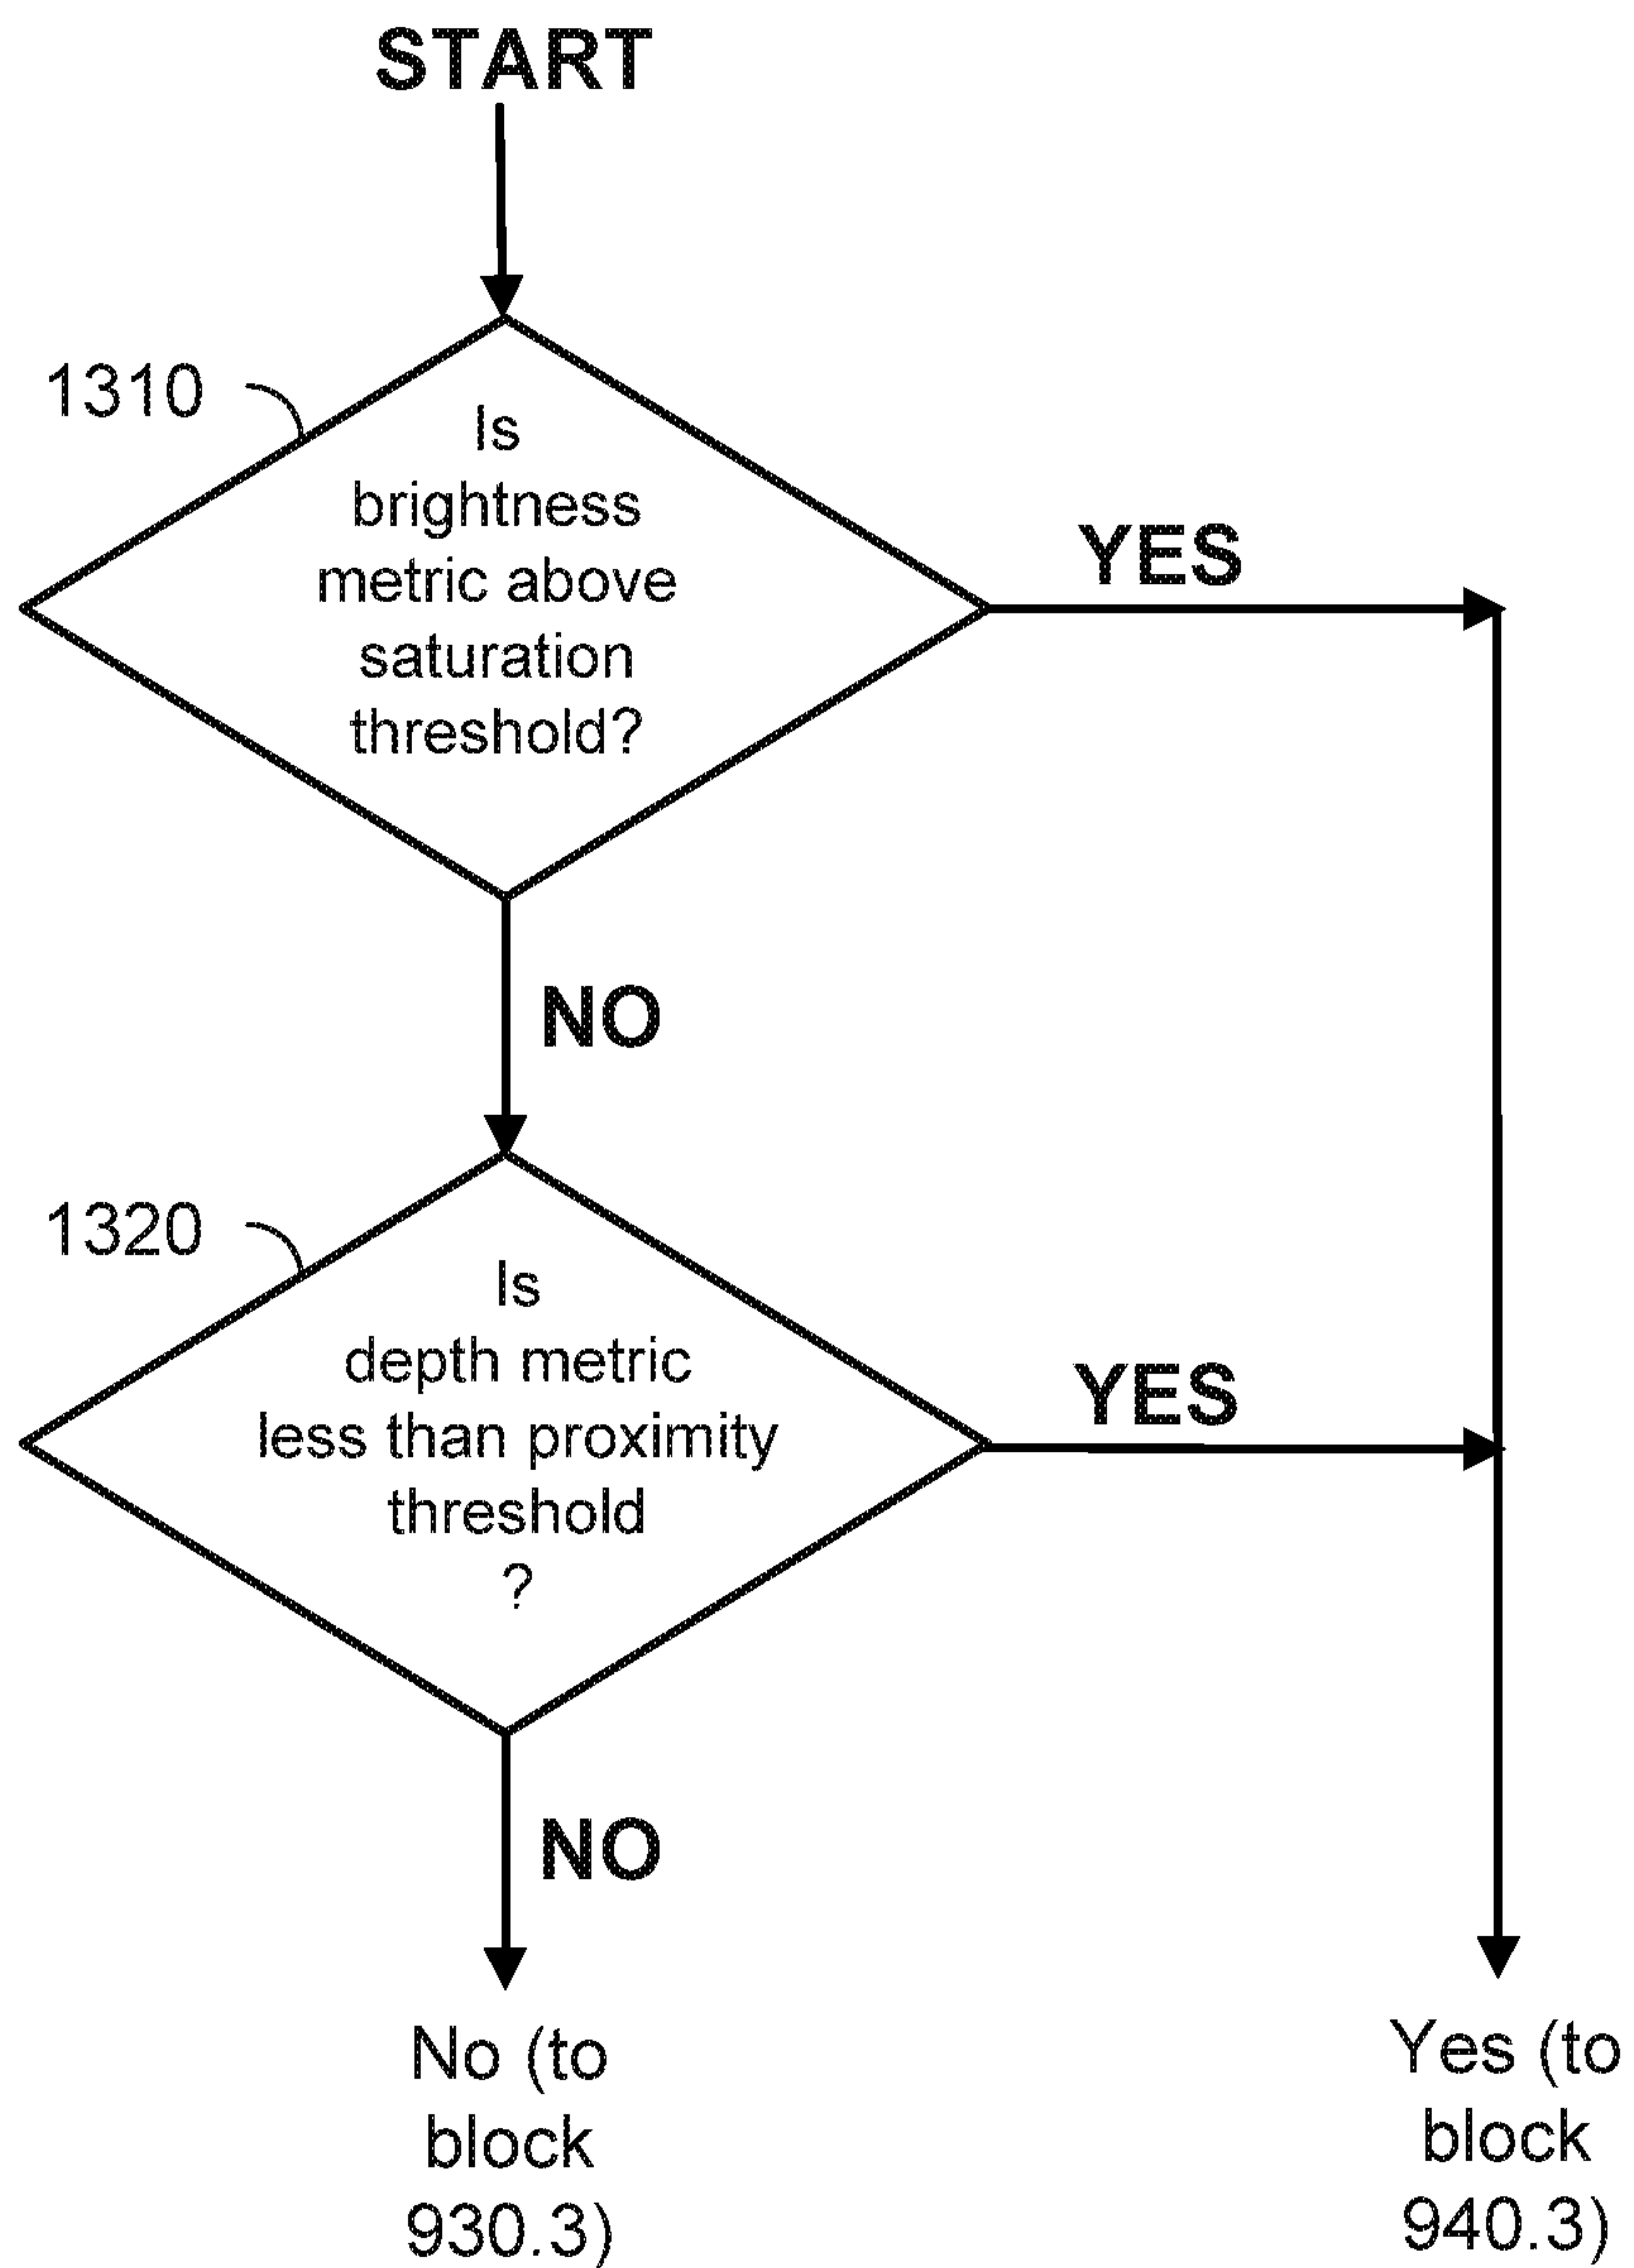 START
1310
Is
brightness
metric above
saturation
threshold?
YES
NO
1320
Is
depth metric
less than proximity
threshold
?
YES
NO
No (to
block
930.3)
Yes (to
block
940.3)